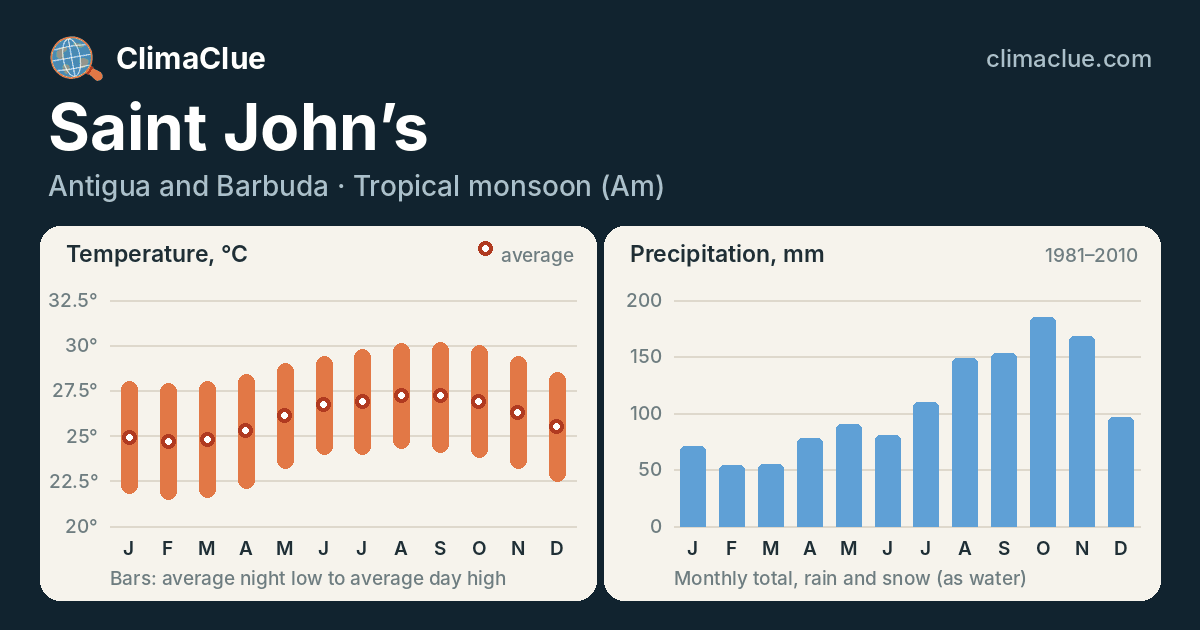 ClimaClue
climaclue.com
Saint John’s
Antigua and Barbuda · Tropical monsoon (Am)
Temperature, °C
average
32.5°
30°
27.5°
25°
22.5°
20°
J F M A M J J A S O N D
Bars: average night low to average day high
Precipitation, mm
1981–2010
200
150
100
50
0
J F M A M J J A S O N D
Monthly total, rain and snow (as water)